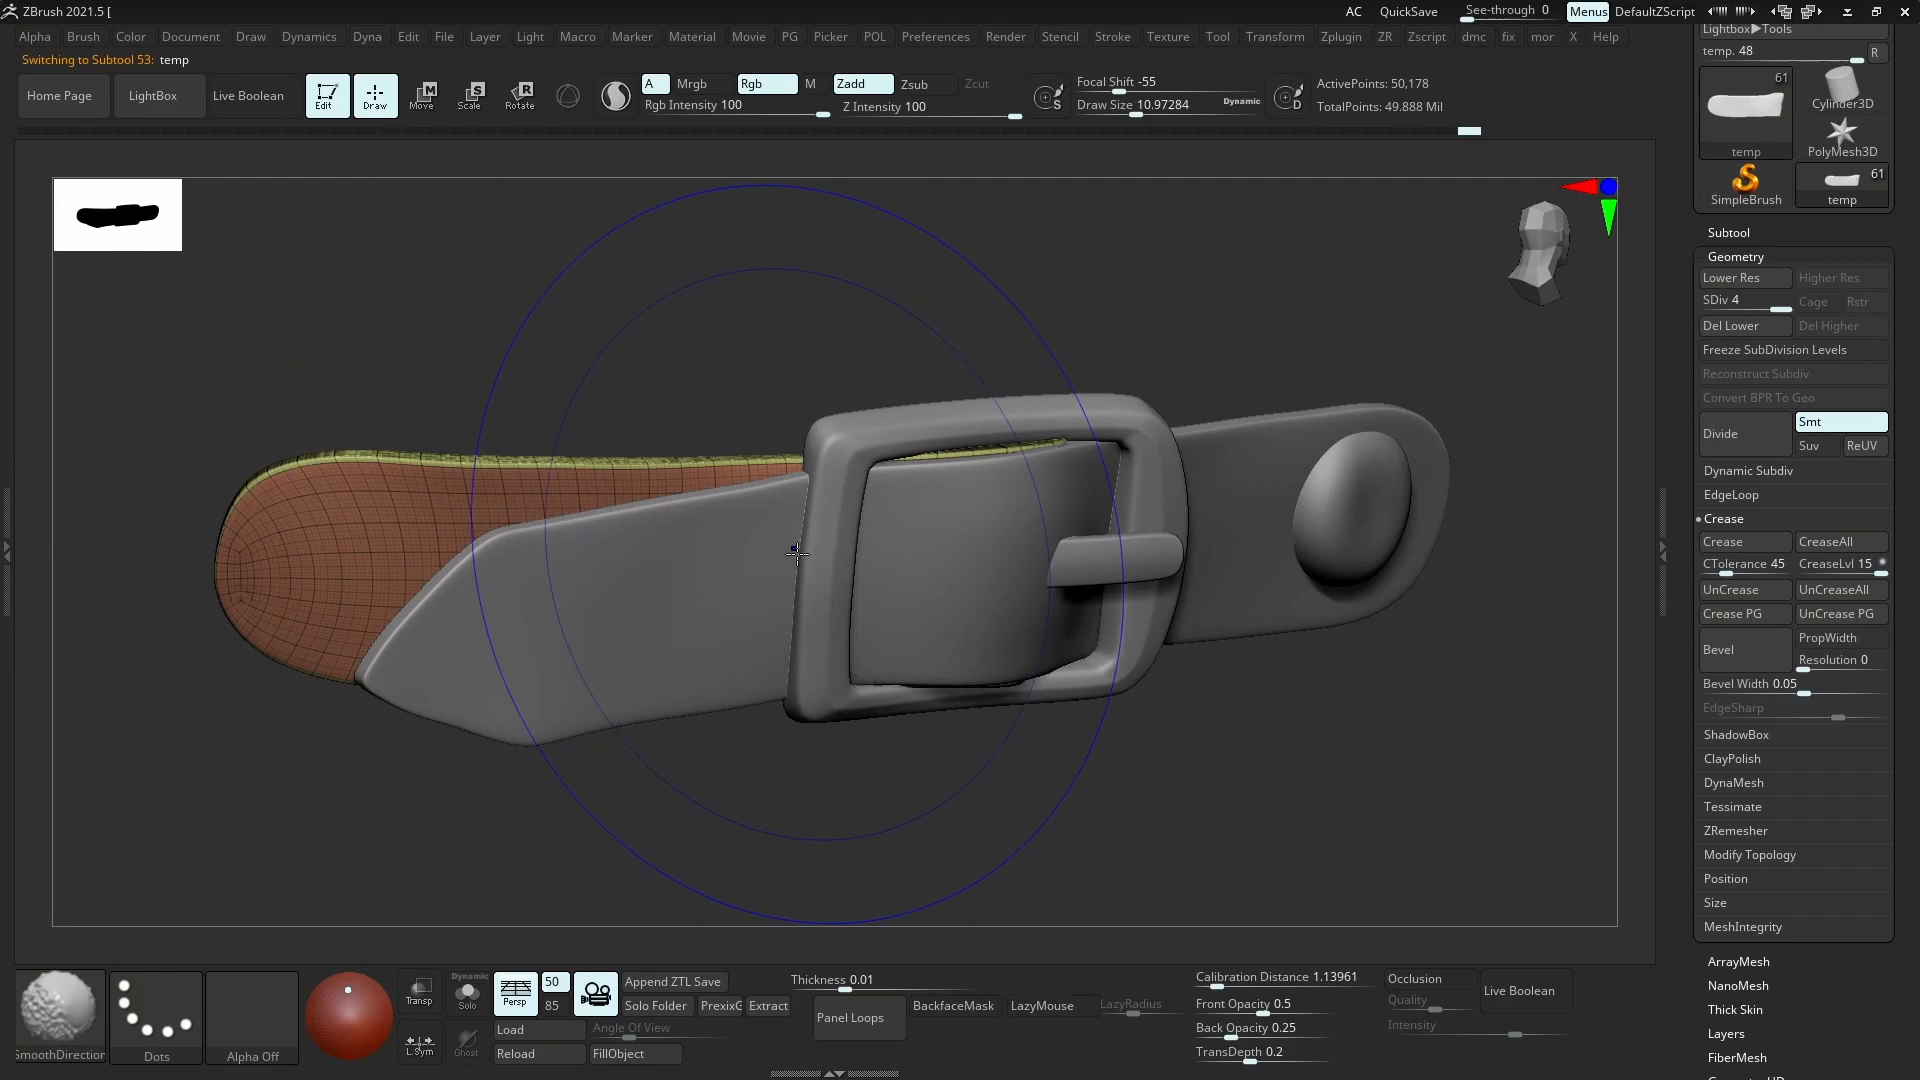 ZBrush 2021.5 [
AC QuickSave See-through 0 Menus DefaultZScript
Alpha Brush Color Document Draw Dynamics Dyna Edit File Layer Light Macro Marker Material Movie PG Picker POL Preferences Render Stencil Stroke Texture Tool Transform Zplugin ZR Zscript dmc fix mor X Help
Switching to Subtool 53: temp
Home Page LightBox Live Boolean Edit Draw Move Scale Rotate
A Mrgb Rgb M Zadd Zsub Zcut
Rgb Intensity 100 Z Intensity 100
Focal Shift -55
Draw Size 10.97284 Dynamic
ActivePoints: 50,178
TotalPoints: 49.888 Mil
Lightbox▶Tools
temp. 48 R
61
temp
Cylinder3D
PolyMesh3D
SimpleBrush
61
temp
Subtool
Geometry
Lower Res Higher Res
SDiv 4 Cage Rstr
Del Lower Del Higher
Freeze SubDivision Levels
Reconstruct Subdiv
Convert BPR To Geo
Divide Smt
Suv ReUV
Dynamic Subdiv
EdgeLoop
Crease
Crease CreaseAll
CTolerance 45 CreaseLvl 15
UnCrease UnCreaseAll
Crease PG UnCrease PG
Bevel PropWidth
Resolution 0
Bevel Width 0.05
EdgeSharp
ShadowBox
ClayPolish
DynaMesh
Tessimate
ZRemesher
Modify Topology
Position
Size
MeshIntegrity
ArrayMesh
NanoMesh
Thick Skin
Layers
FiberMesh
SmoothDirection
Dots
Alpha Off
Transp
L.Sym
Dynamic
Solo
Ghost
Persp
50
85
Append ZTL Save
Solo Folder PrexixG Extract
Load Angle Of View
Reload FillObject
Thickness 0.01
Panel Loops BackfaceMask LazyMouse LazyRadius
Calibration Distance 1.13961
Front Opacity 0.5
Back Opacity 0.25
TransDepth 0.2
Occlusion
Quality
Intensity
Live Boolean